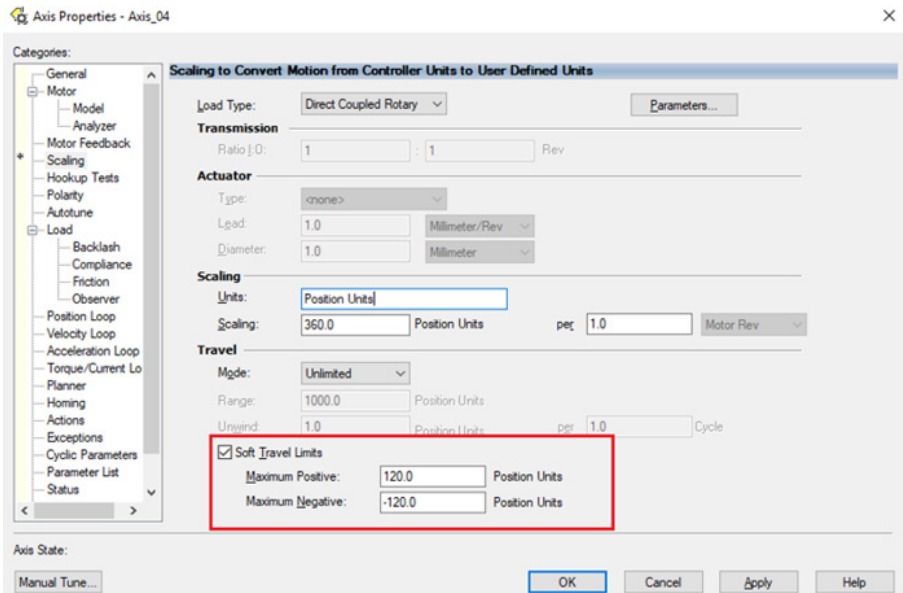 Axis Properties - Axis_04
Categories:
General
Motor
Model
Analyzer
Motor Feedback
* Scaling
Hookup Tests
Polarity
Autotune
Load
Backlash
Compliance
Friction
Observer
Position Loop
Velocity Loop
Acceleration Loop
Torque/Current Lo
Planner
Homing
Actions
Exceptions
Cyclic Parameters
Parameter List
Status
Scaling to Convert Motion from Controller Units to User Defined Units
Load Type: Direct Coupled Rotary Parameters...
Transmission
Ratio I:O: 1 : 1 Rev
Actuator
Type: <none>
Lead: 1.0 Millimeter/Rev
Diameter: 1.0 Millimeter
Scaling
Units: Position Units
Scaling: 360.0 Position Units per 1.0 Motor Rev
Travel
Mode: Unlimited
Range: 1000.0 Position Units
Unwind: 1.0 Position Units per 1.0 Cycle
Soft Travel Limits
Maximum Positive: 120.0 Position Units
Maximum Negative: -120.0 Position Units
Axis State:
Manual Tune... OK Cancel Apply Help